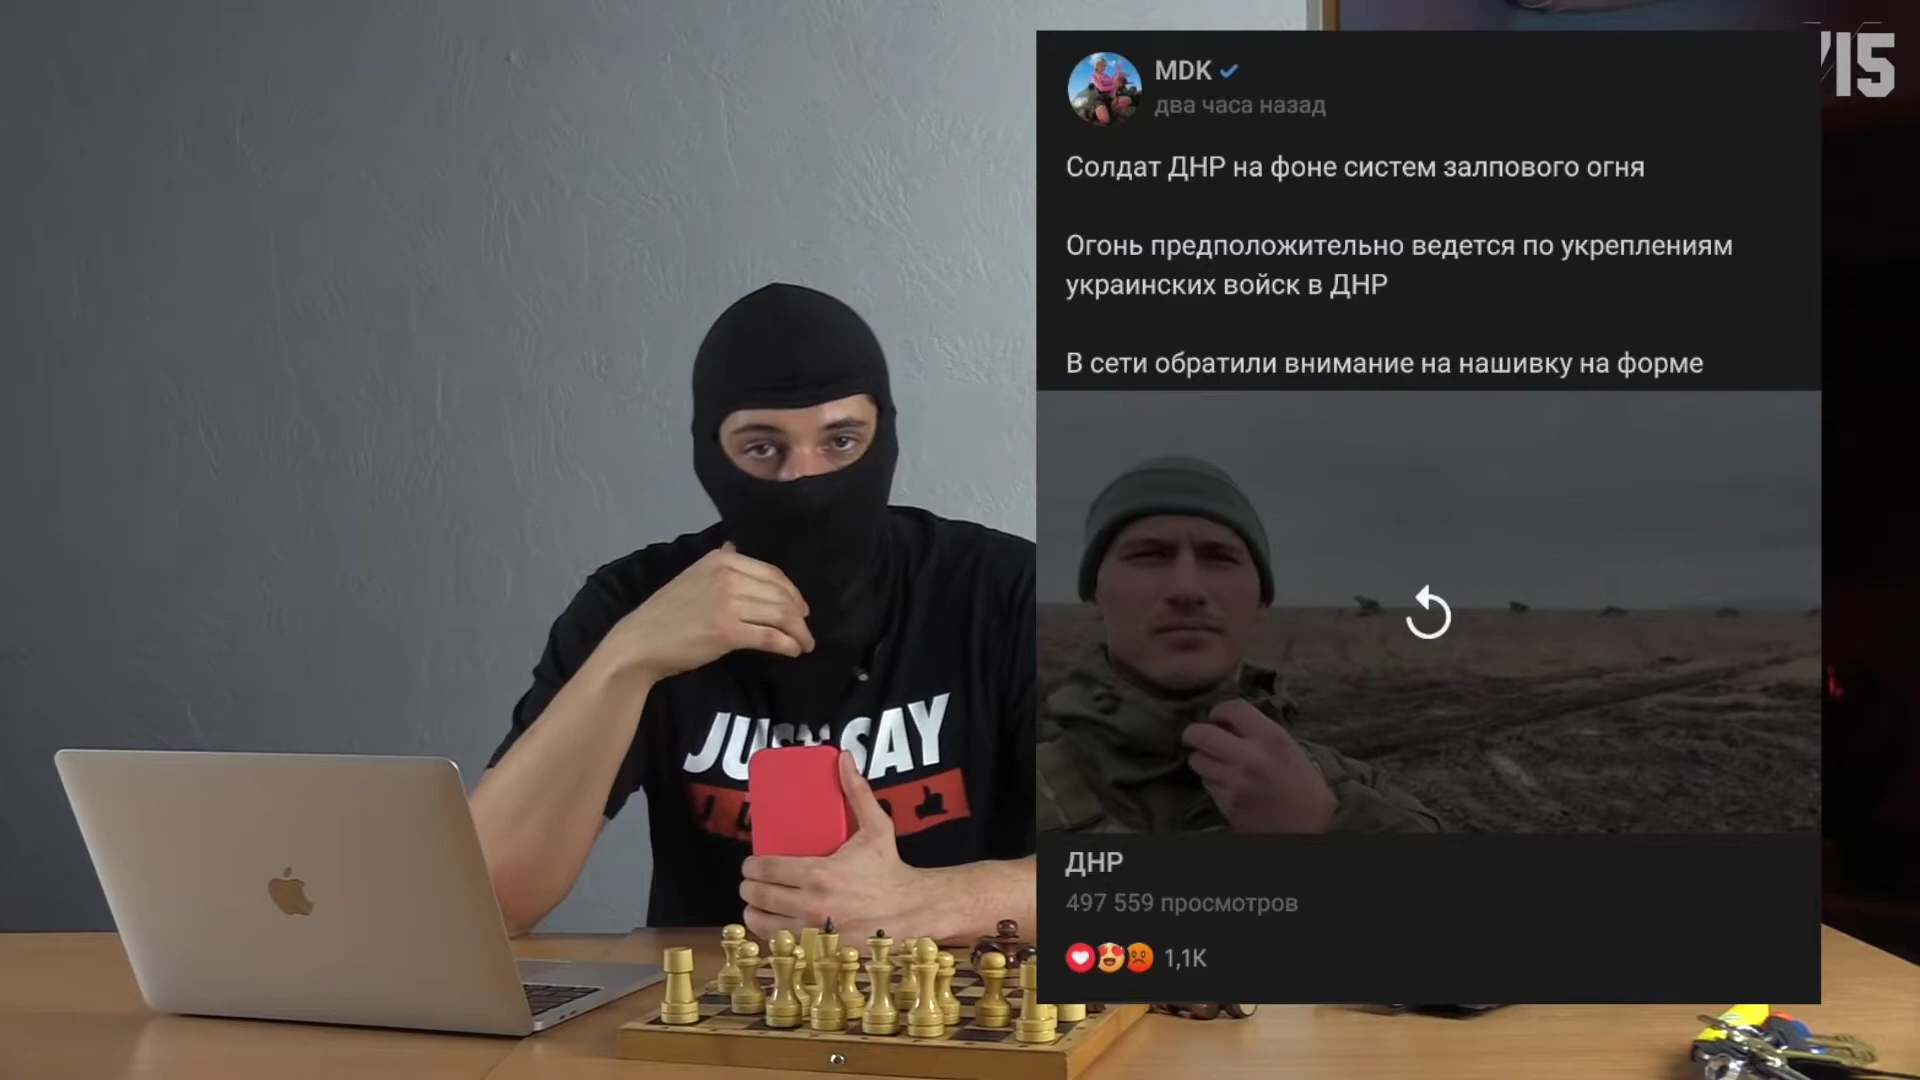 MDK
два часа назад
Солдат ДНР на фоне систем залпового огня
Огонь предположительно ведется по укреплениям
украинских войск в ДНР
В сети обратили внимание на нашивку на форме
ДНР
497 559 просмотров
1,1K
SAY